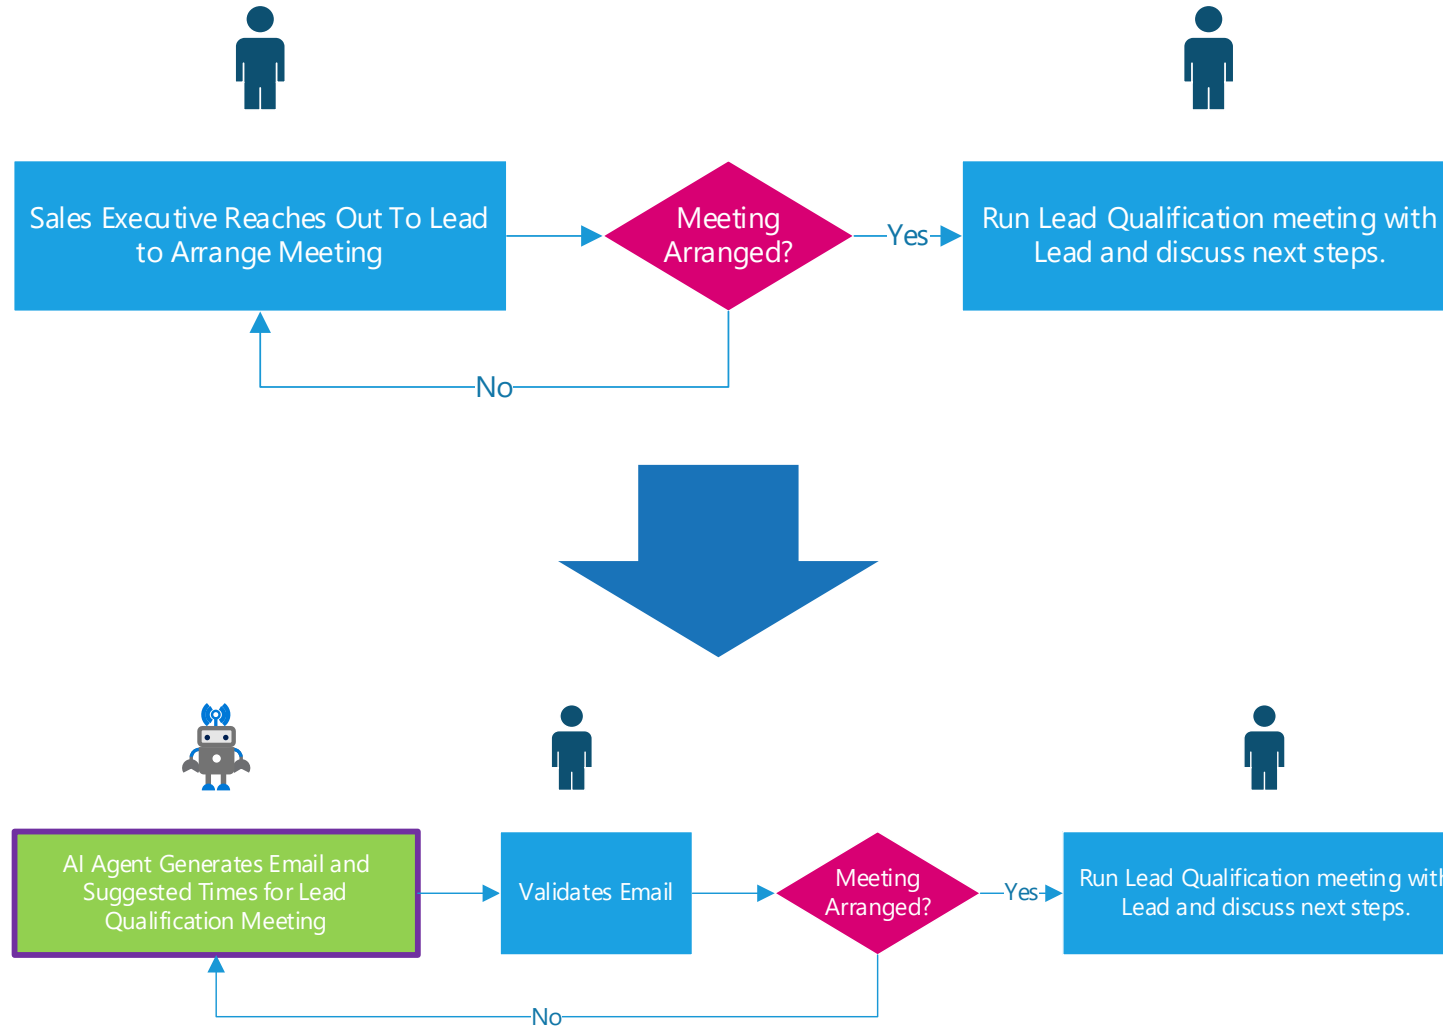 Sales Executive Reaches Out To Lead
to Arrange Meeting
Meeting
Arranged?
Yes
Run Lead Qualification meeting with
Lead and discuss next steps.
No
AI Agent Generates Email and
Suggested Times for Lead
Qualification Meeting
Validates Email
Meeting
Arranged?
Yes
Run Lead Qualification meeting with
Lead and discuss next steps.
No